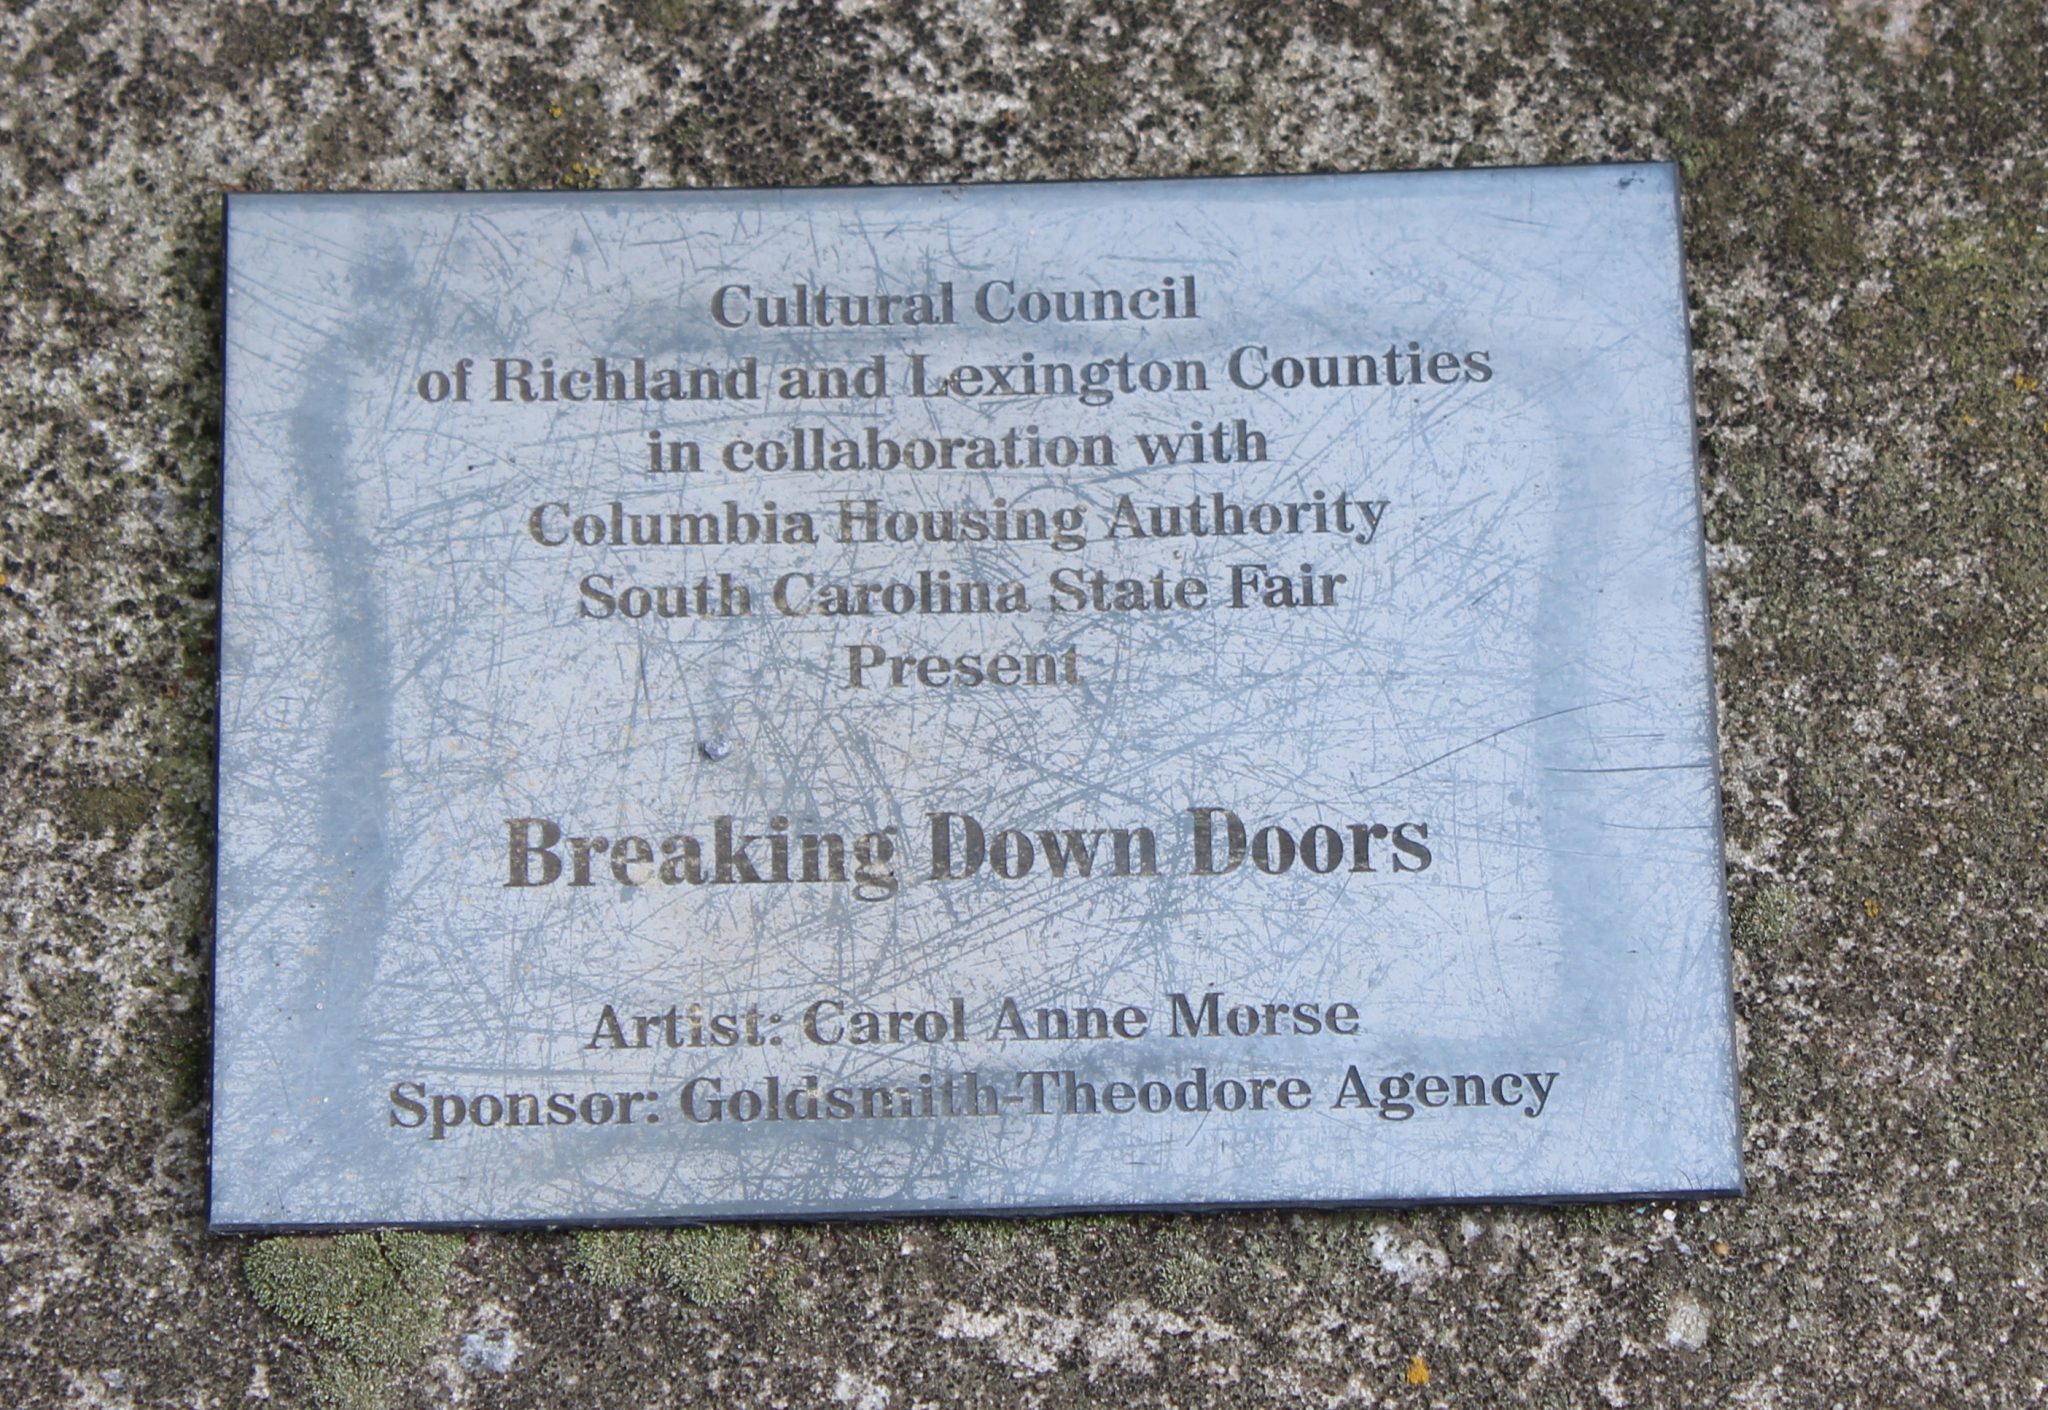 Cultural Council
of Richland and Lexington Counties
in collaboration with
Columbia Housing Authority
South Carolina State Fair
Present
Breaking Down Doors
Artist: Carol Anne Morse
Sponsor: Goldsmith-Theodore Agency